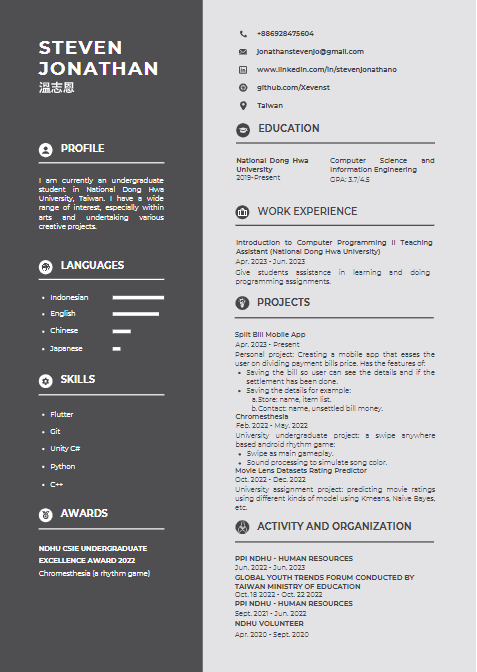 STEVEN
JONATHAN
溫志恩
PROFILE
I am currently an undergraduate
student in National Dong Hwa
University, Taiwan. I have a wide
range of interest, especially within
arts and undertaking various
creative projects.
LANGUAGES
• Indonesian
• English
• Chinese
• Japanese
SKILLS
• Flutter
• Git
• Unity C#
• Python
• C++
AWARDS
NDHU CSIE UNDERGRADUATE
EXCELLENCE AWARD 2022
Chromesthesia (a rhythm game)
+886928475604
jonathanstevenjo@gmail.com
www.linkedin.com/in/stevenjonathano
github.com/Xevenst
Taiwan
EDUCATION
National Dong Hwa
University
2019-Present
Computer Science and
Information Engineering
GPA: 3.7/4.5
WORK EXPERIENCE
Introduction to Computer Programming II Teaching
Assistant (National Dong Hwa University)
Apr. 2023 - Jun. 2023
Give students assistance in learning and doing
programming assignments.
PROJECTS
Split Bill Mobile App
Apr. 2023 - Present
Personal project: Creating a mobile app that eases the
user on dividing payment bills price. Has the features of:
• Saving the bill so user can see the details and if the
settlement has been done.
• Saving the details for example:
a. Store: name, item list.
b. Contact: name, unsettled bill money.
Chromesthesia
Feb. 2022 - May. 2022
University undergraduate project: a swipe anywhere
based android rhythm game:
• Swipe as main gameplay.
• Sound processing to simulate song color.
Movie Lens Datasets Rating Predictor
Oct. 2022 - Dec. 2022
University assignment project: predicting movie ratings
using different kinds of model using Kmeans, Naive Bayes,
etc.
ACTIVITY AND ORGANIZATION
PPI NDHU - HUMAN RESOURCES
Jun. 2022 - Jun. 2023
GLOBAL YOUTH TRENDS FORUM CONDUCTED BY
TAIWAN MINISTRY OF EDUCATION
Oct. 18 2022 - Oct. 22 2022
PPI NDHU - HUMAN RESOURCES
Sept. 2021 - Jun. 2022
NDHU VOLUNTEER
Apr. 2020 - Sept. 2020